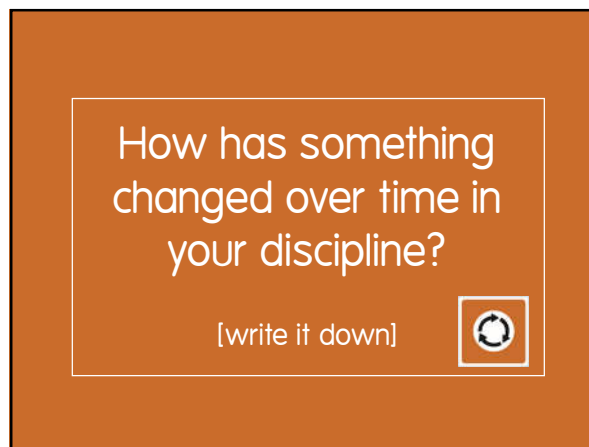 How has something
changed over time in
your discipline?
[write it down]